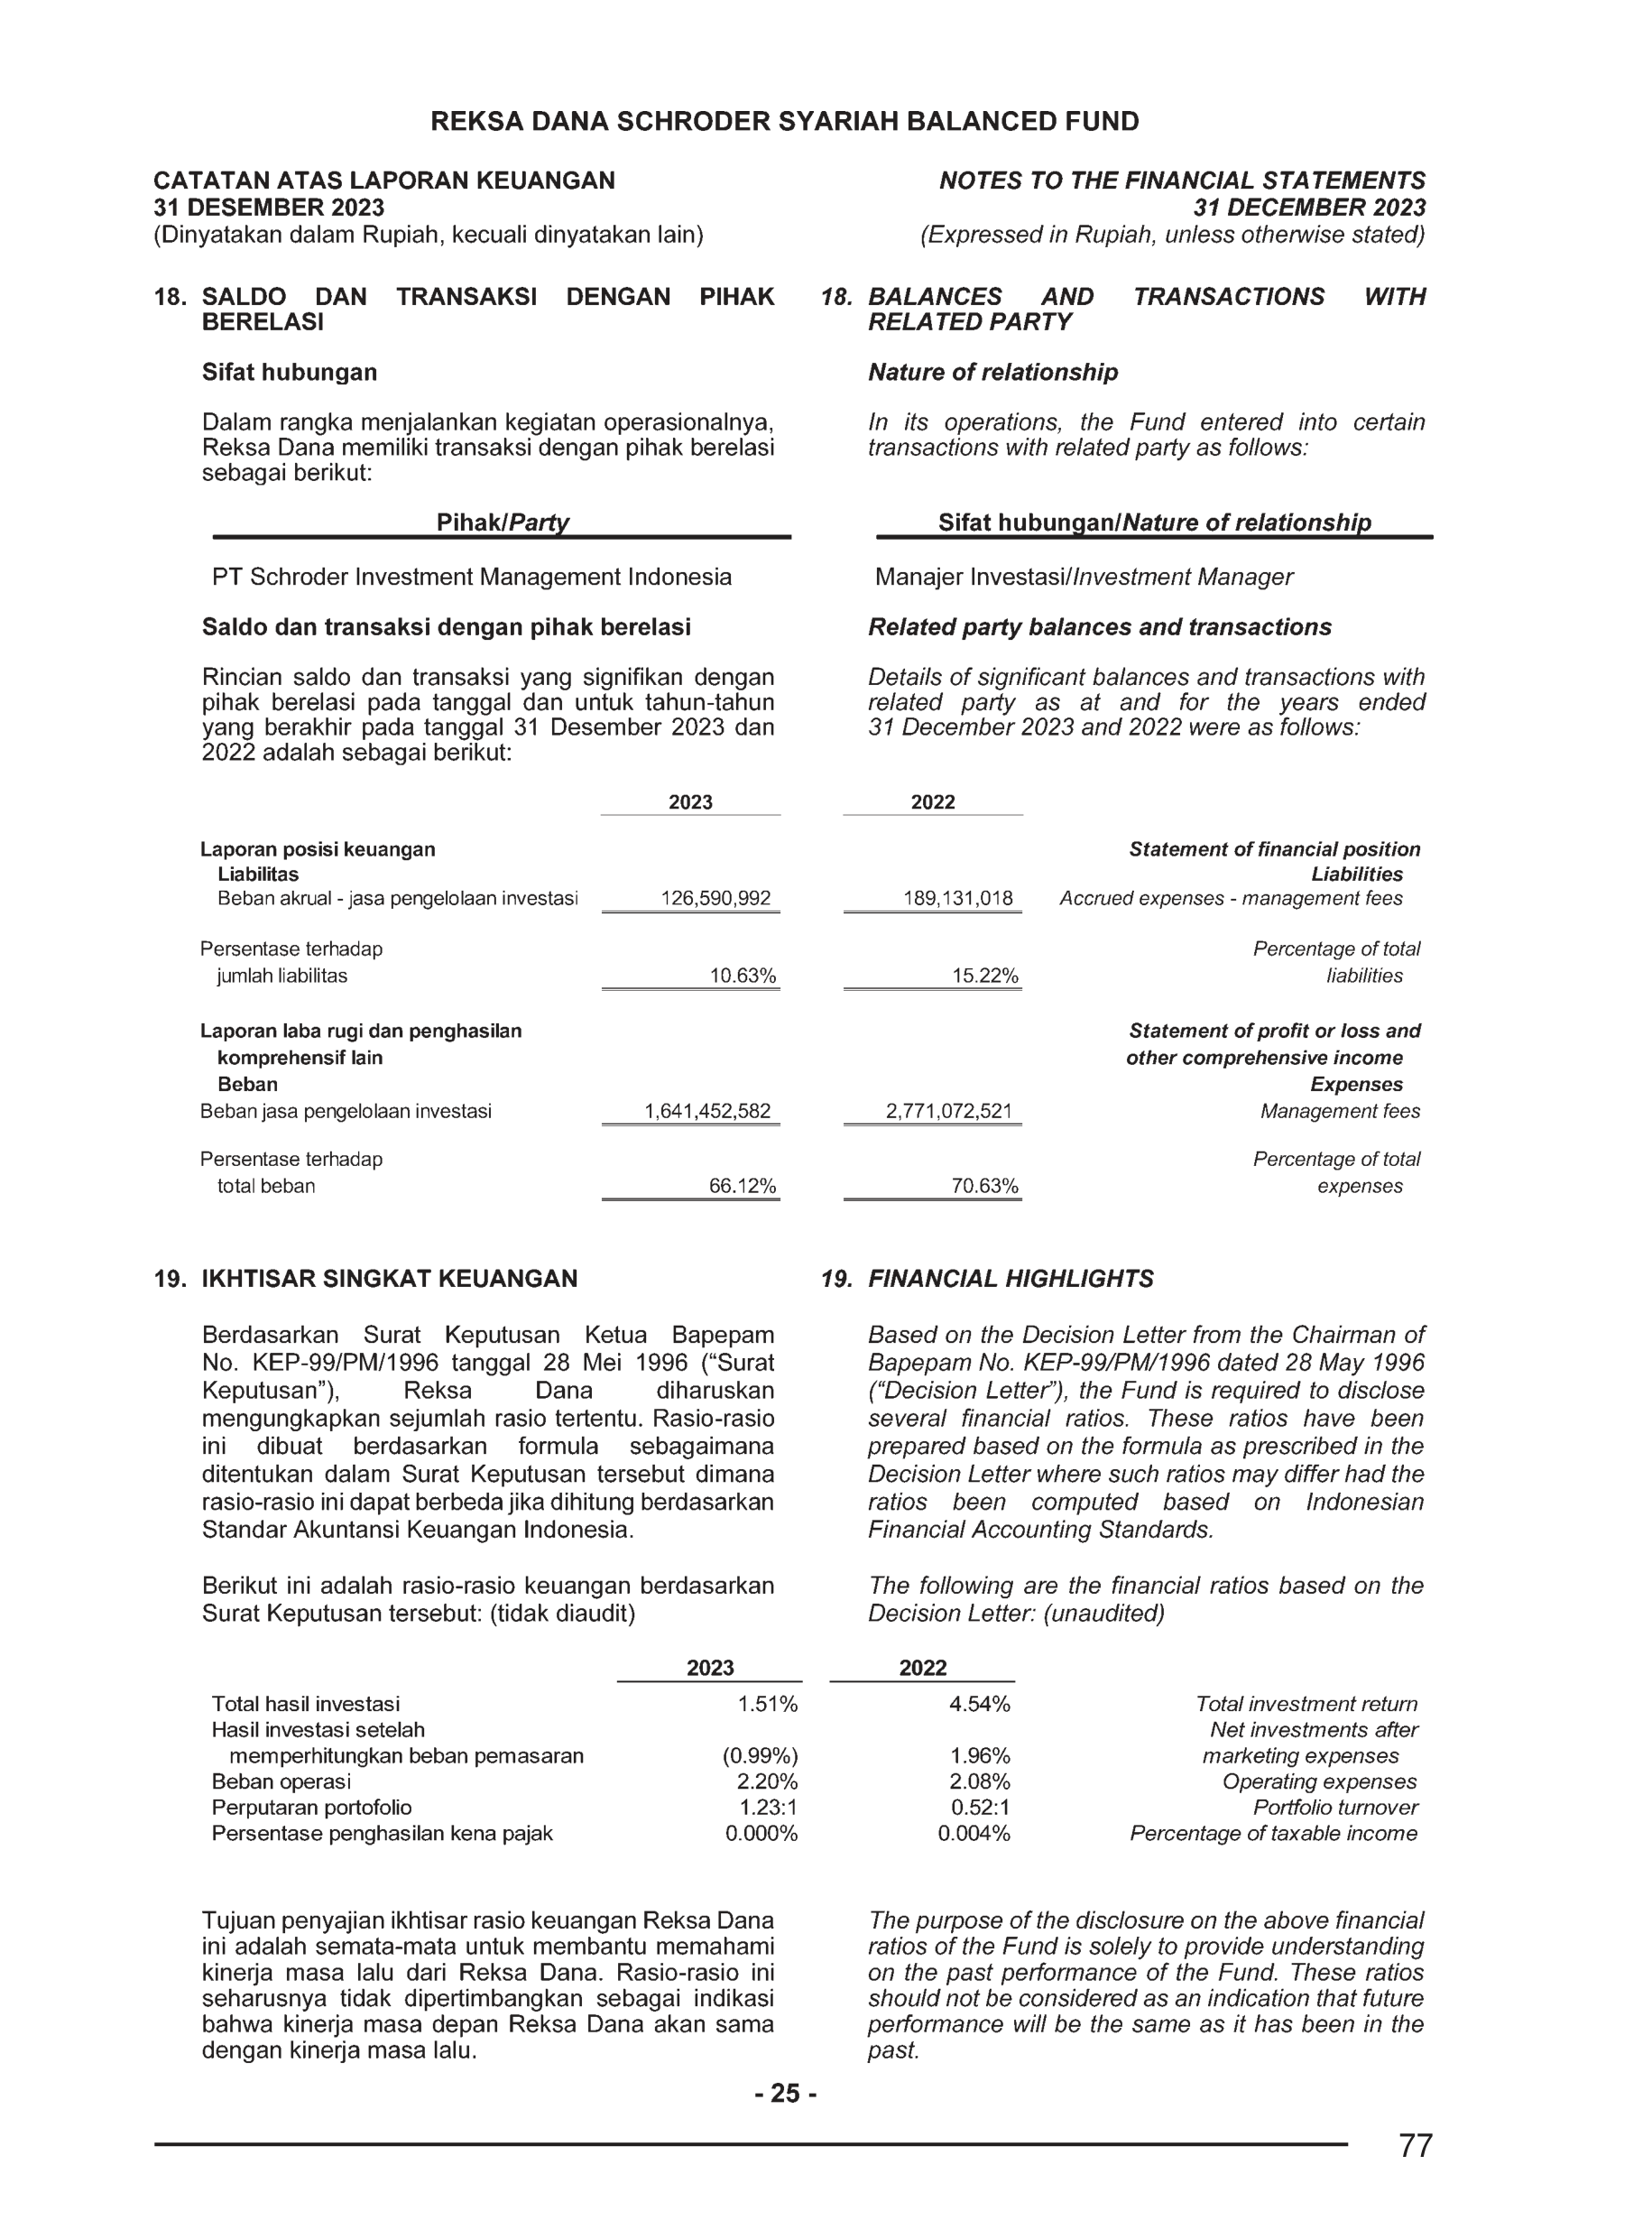 REKSA DANA SCHRODER SYARIAH BALANCED FUND
CATATAN ATAS LAPORAN KEUANGAN
31 DESEMBER 2023
(Dinyatakan dalam Rupiah, kecuali dinyatakan lain)
NOTES TO THE FINANCIAL STATEMENTS
31 DECEMBER 2023
(Expressed in Rupiah, unless otherwise stated)
18. SALDO DAN TRANSAKSI DENGAN PIHAK
BERELASI
18. BALANCES AND TRANSACTIONS WITH
RELATED PARTY
Sifat hubungan
Nature of relationship
Dalam rangka menjalankan kegiatan operasionalnya,
Reksa Dana memiliki transaksi dengan pihak berelasi
sebagai berikut:
In its operations, the Fund entered into certain
transactions with related party as follows:
Pihak/Party
Sifat hubungan/Nature of relationship
PT Schroder Investment Management Indonesia
Manajer Investasi/Investment Manager
Saldo dan transaksi dengan pihak berelasi
Related party balances and transactions
Rincian saldo dan transaksi yang signifikan dengan
pihak berelasi pada tanggal dan untuk tahun-tahun
yang berakhir pada tanggal 31 Desember 2023 dan
2022 adalah sebagai berikut:
Details of significant balances and transactions with
related party as at and for the years ended
31 December 2023 and 2022 were as follows:
2023 2022
Laporan posisi keuangan Statement of financial position
Liabilitas Liabilities
Beban akrual - jasa pengelolaan investasi 126,590,992 189,131,018 Accrued expenses - management fees
Persentase terhadap Percentage of total
jumlah liabilitas 10.63% 15.22% liabilities
Laporan laba rugi dan penghasilan Statement of profit or loss and
komprehensif lain other comprehensive income
Beban Expenses
Beban jasa pengelolaan investasi 1,641,452,582 2,771,072,521 Management fees
Persentase terhadap Percentage of total
total beban 66.12% 70.63% expenses
19. IKHTISAR SINGKAT KEUANGAN
19. FINANCIAL HIGHLIGHTS
Berdasarkan Surat Keputusan Ketua Bapepam
No. KEP-99/PM/1996 tanggal 28 Mei 1996 (“Surat
Keputusan”), Reksa Dana diharuskan
mengungkapkan sejumlah rasio tertentu. Rasio-rasio
ini dibuat berdasarkan formula sebagaimana
ditentukan dalam Surat Keputusan tersebut dimana
rasio-rasio ini dapat berbeda jika dihitung berdasarkan
Standar Akuntansi Keuangan Indonesia.
Based on the Decision Letter from the Chairman of
Bapepam No. KEP-99/PM/1996 dated 28 May 1996
(“Decision Letter”), the Fund is required to disclose
several financial ratios. These ratios have been
prepared based on the formula as prescribed in the
Decision Letter where such ratios may differ had the
ratios been computed based on Indonesian
Financial Accounting Standards.
Berikut ini adalah rasio-rasio keuangan berdasarkan
Surat Keputusan tersebut: (tidak diaudit)
The following are the financial ratios based on the
Decision Letter: (unaudited)
2023 2022
Total hasil investasi 1.51% 4.54% Total investment return
Hasil investasi setelah Net investments after
memperhitungkan beban pemasaran (0.99%) 1.96% marketing expenses
Beban operasi 2.20% 2.08% Operating expenses
Perputaran portofolio 1.23:1 0.52:1 Portfolio turnover
Persentase penghasilan kena pajak 0.000% 0.004% Percentage of taxable income
Tujuan penyajian ikhtisar rasio keuangan Reksa Dana
ini adalah semata-mata untuk membantu memahami
kinerja masa lalu dari Reksa Dana. Rasio-rasio ini
seharusnya tidak dipertimbangkan sebagai indikasi
bahwa kinerja masa depan Reksa Dana akan sama
dengan kinerja masa lalu.
The purpose of the disclosure on the above financial
ratios of the Fund is solely to provide understanding
on the past performance of the Fund. These ratios
should not be considered as an indication that future
performance will be the same as it has been in the
past.
- 25 -
77